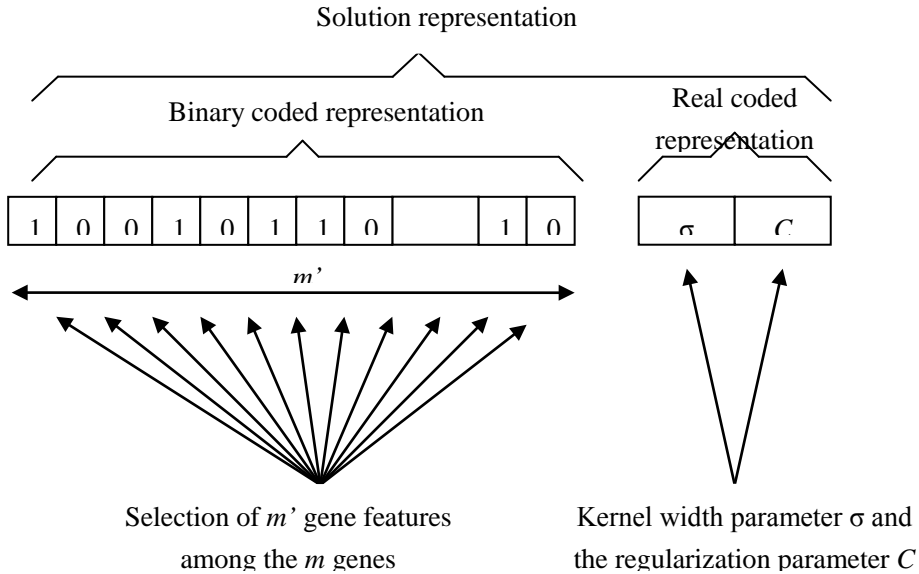 Solution representation
Binary coded representation
Real coded
representation
1 0 0 1 0 1 1 0 1 0
σ C
m’
Selection of m’ gene features
among the m genes
Kernel width parameter σ and
the regularization parameter C